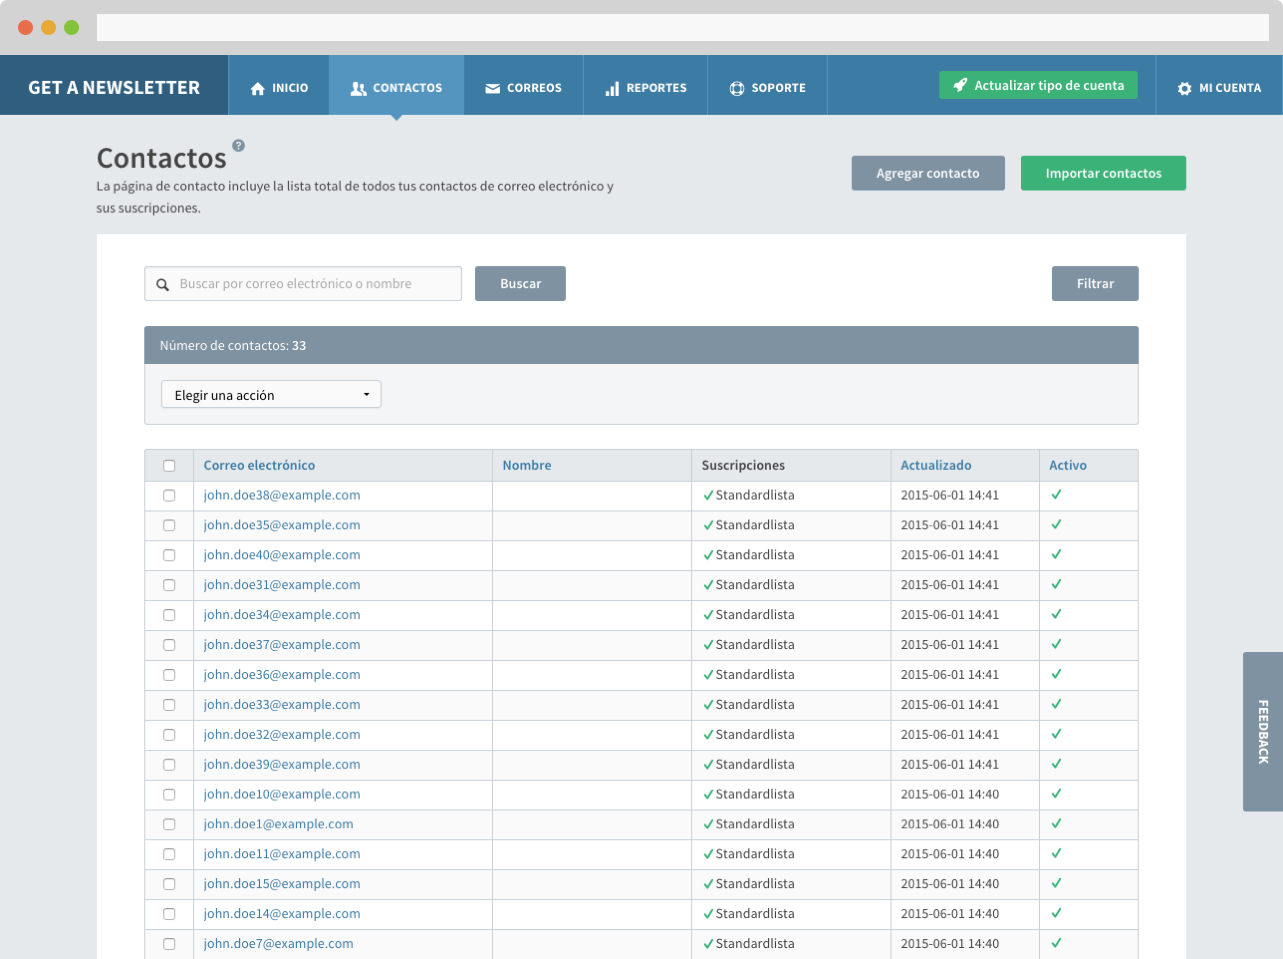 GET A NEWSLETTER INICIO CONTACTOS CORREOS REPORTES SOPORTE Actualizar tipo de cuenta MI CUENTA
Contactos ?
La página de contacto incluye la lista total de todos tus contactos de correo electrónico y
sus suscripciones.
Agregar contacto Importar contactos
Buscar por correo electrónico o nombre Buscar Filtrar
Número de contactos: 33
Elegir una acción
Correo electrónico Nombre Suscripciones Actualizado Activo
john.doe38@example.com Standardlista 2015-06-01 14:41
john.doe35@example.com Standardlista 2015-06-01 14:41
john.doe40@example.com Standardlista 2015-06-01 14:41
john.doe31@example.com Standardlista 2015-06-01 14:41
john.doe34@example.com Standardlista 2015-06-01 14:41
john.doe37@example.com Standardlista 2015-06-01 14:41
john.doe36@example.com Standardlista 2015-06-01 14:41
john.doe33@example.com Standardlista 2015-06-01 14:41
john.doe32@example.com Standardlista 2015-06-01 14:41
john.doe39@example.com Standardlista 2015-06-01 14:41
john.doe10@example.com Standardlista 2015-06-01 14:40
john.doe1@example.com Standardlista 2015-06-01 14:40
john.doe11@example.com Standardlista 2015-06-01 14:40
john.doe15@example.com Standardlista 2015-06-01 14:40
john.doe14@example.com Standardlista 2015-06-01 14:40
john.doe7@example.com Standardlista 2015-06-01 14:40
FEEDBACK